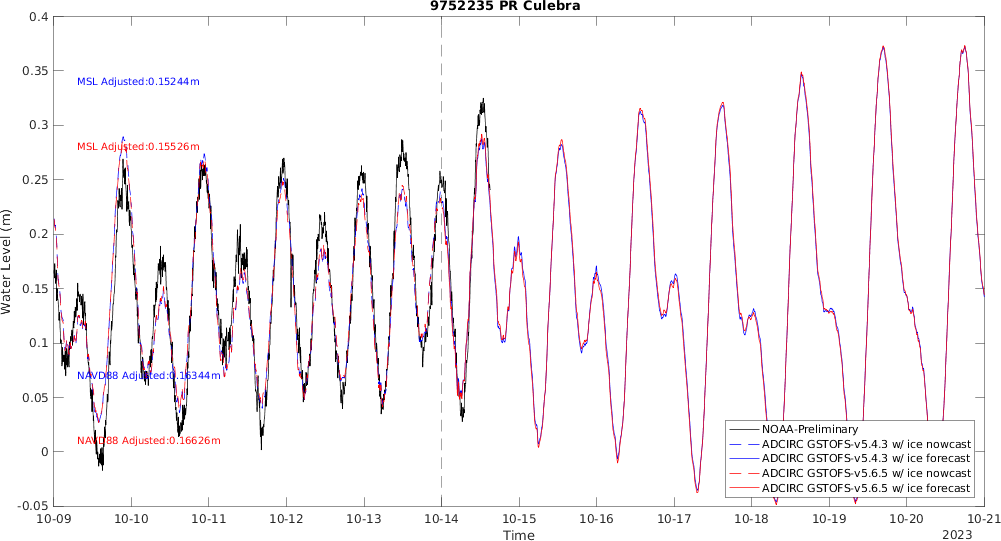 9752235 PR Culebra
0.4
0.35
0.3
0.25
0.2
0.15
0.1
0.05
0
-0.05
Water Level (m)
MSL Adjusted:0.15244m
MSL Adjusted:0.15526m
NAVD88 Adjusted:0.16344m
NAVD88 Adjusted:0.16626m
NOAA-Preliminary
ADCIRC GSTOFS-v5.4.3 w/ ice nowcast
ADCIRC GSTOFS-v5.4.3 w/ ice forecast
ADCIRC GSTOFS-v5.6.5 w/ ice nowcast
ADCIRC GSTOFS-v5.6.5 w/ ice forecast
10-09 10-10 10-11 10-12 10-13 10-14 10-15 10-16 10-17 10-18 10-19 10-20 10-21
Time
2023